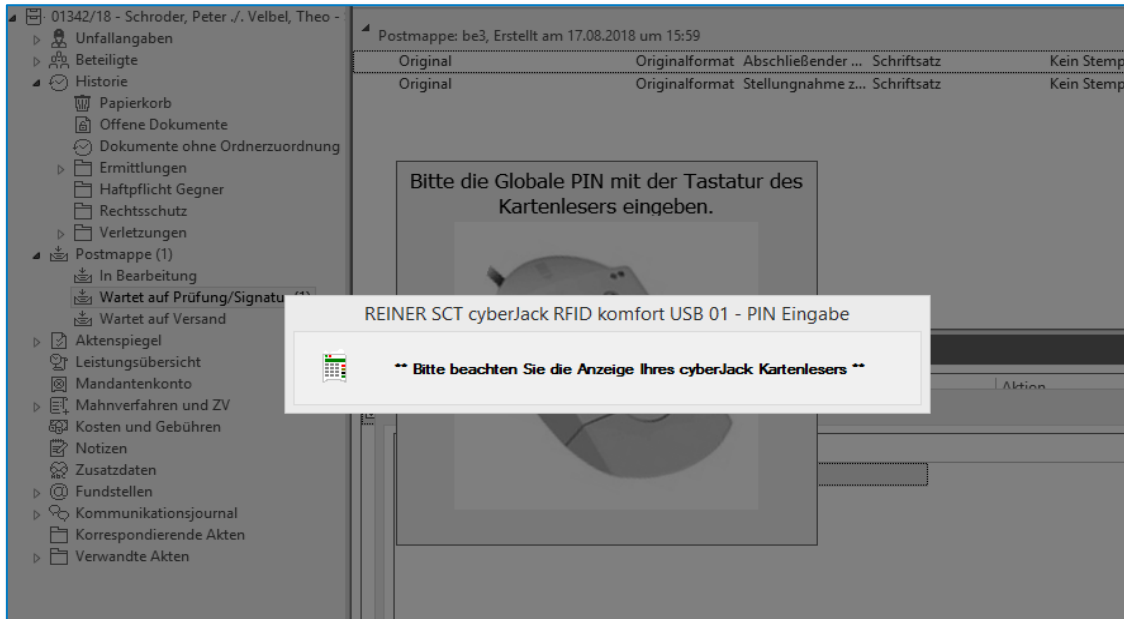 01342/18 - Schroder, Peter ./. Velbel, Theo -
Unfallangaben
Beteiligte
Historie
Papierkorb
Offene Dokumente
Dokumente ohne Ordnerzuordnung
Ermittlungen
Haftpflicht Gegner
Rechtsschutz
Verletzungen
Postmappe (1)
In Bearbeitung
Wartet auf Prüfung/Signatu
Wartet auf Versand
Aktenspiegel
Leistungsübersicht
Mandantenkonto
Mahnverfahren und ZV
Kosten und Gebühren
Notizen
Zusatzdaten
Fundstellen
Kommunikationsjournal
Korrespondierende Akten
Verwandte Akten
Postmappe: be3, Erstellt am 17.08.2018 um 15:59
Original Originalformat Abschließender ... Schriftsatz Kein Stemp
Original Originalformat Stellungnahme z... Schriftsatz Kein Stemp
Bitte die Globale PIN mit der Tastatur des
Kartenlesers eingeben.
REINER SCT cyberJack RFID komfort USB 01 - PIN Eingabe
** Bitte beachten Sie die Anzeige Ihres cyberJack Kartenlesers **
Aktion